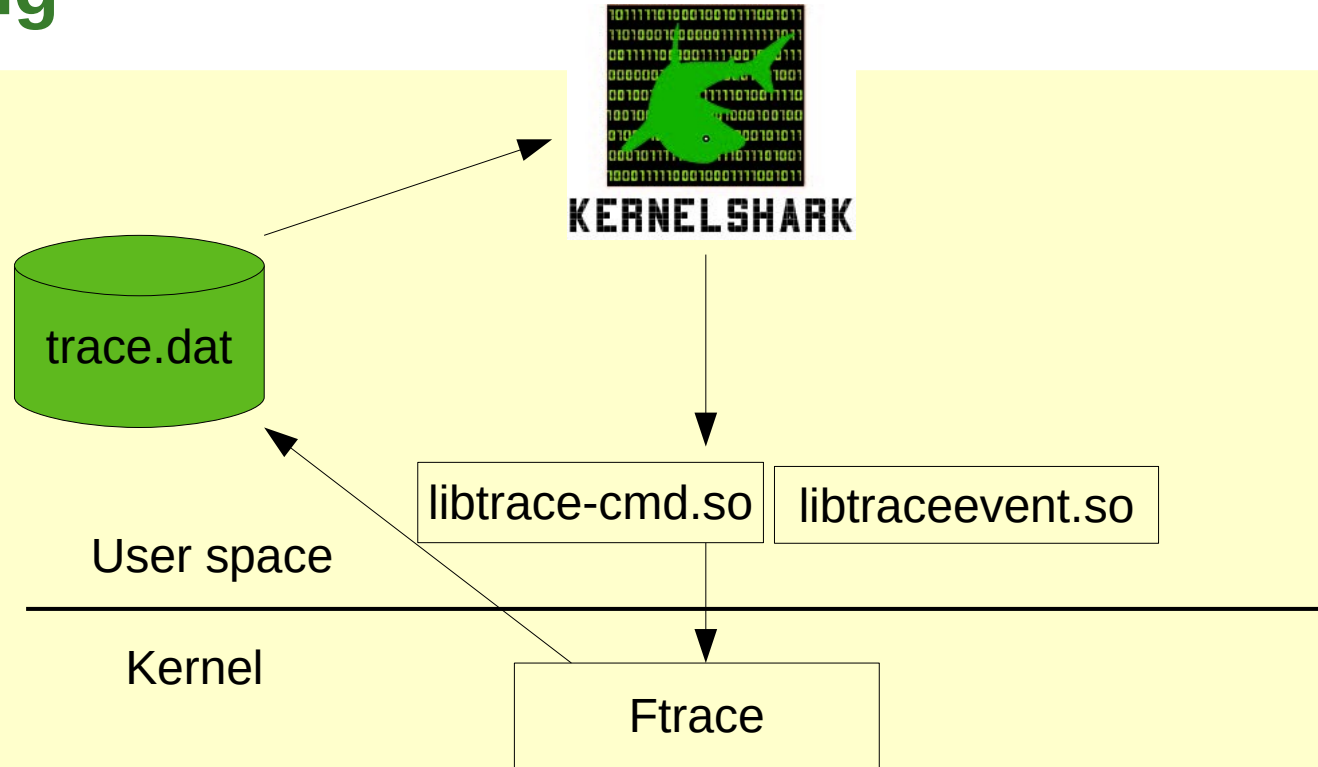 KERNELSHARK
trace.dat
libtrace-cmd.so
libtraceevent.so
User space
Kernel
Ftrace